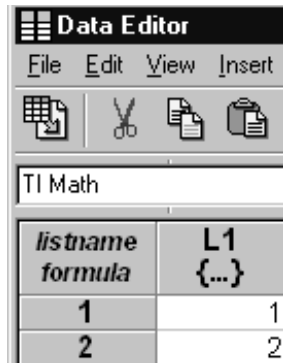 Data Editor
File Edit View Insert
TI Math
listname L1
formula {...}
1 1
2 2